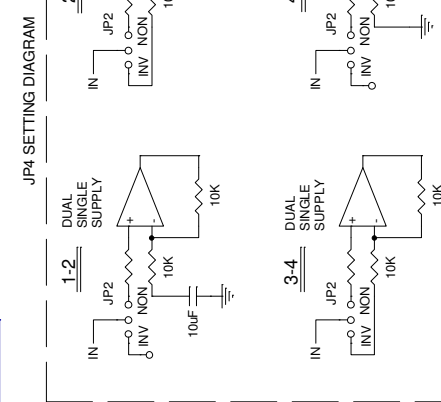 JP4 SETTING DIAGRAM
JP2
NON
INV
IN
JP2
NON
INV
IN
1-2
DUAL
SINGLE
SUPPLY
+
-
10K
10K
JP2
NON
INV
IN
10uF
3-4
DUAL
SINGLE
SUPPLY
+
-
10K
10K
JP2
NON
INV
IN